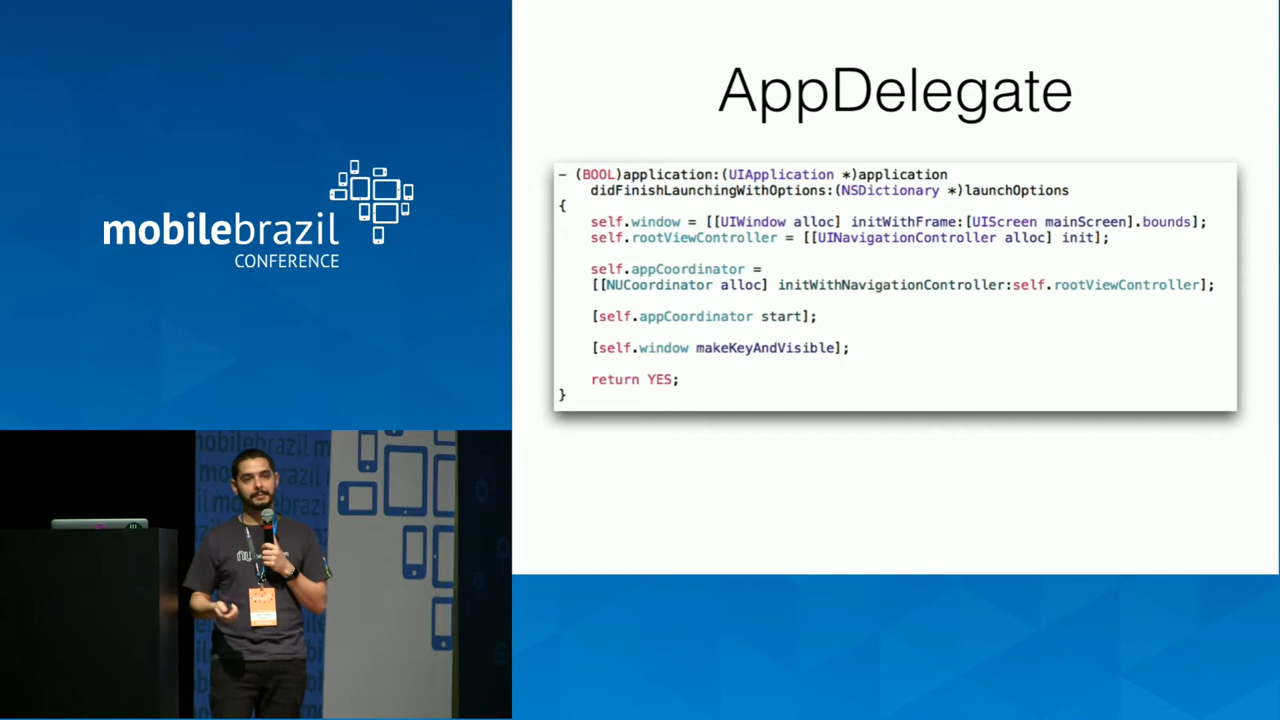 mobilebrazil
CONFERENCE
AppDelegate
- (BOOL)application:(UIApplication *)application
didFinishLaunchingWithOptions:(NSDictionary *)launchOptions
{
self.window = [[UIWindow alloc] initWithFrame:[UIScreen mainScreen].bounds];
self.rootViewController = [[UINavigationController alloc] init];
self.appCoordinator =
[[NUCoordinator alloc] initWithNavigationController:self.rootViewController];
[self.appCoordinator start];
[self.window makeKeyAndVisible];
return YES;
}
mobilebrazil